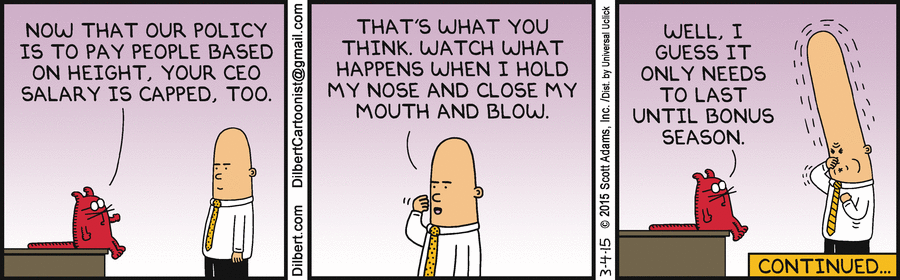 NOW THAT OUR POLICY
IS TO PAY PEOPLE BASED
ON HEIGHT, YOUR CEO
SALARY IS CAPPED, TOO.
Dilbert.com DilbertCartoonist@gmail.com
THAT'S WHAT YOU
THINK. WATCH WHAT
HAPPENS WHEN I HOLD
MY NOSE AND CLOSE MY
MOUTH AND BLOW.
3-4-15 © 2015 Scott Adams, Inc. /Dist. by Universal Uclick
WELL, I
GUESS IT
ONLY NEEDS
TO LAST
UNTIL BONUS
SEASON.
CONTINUED...